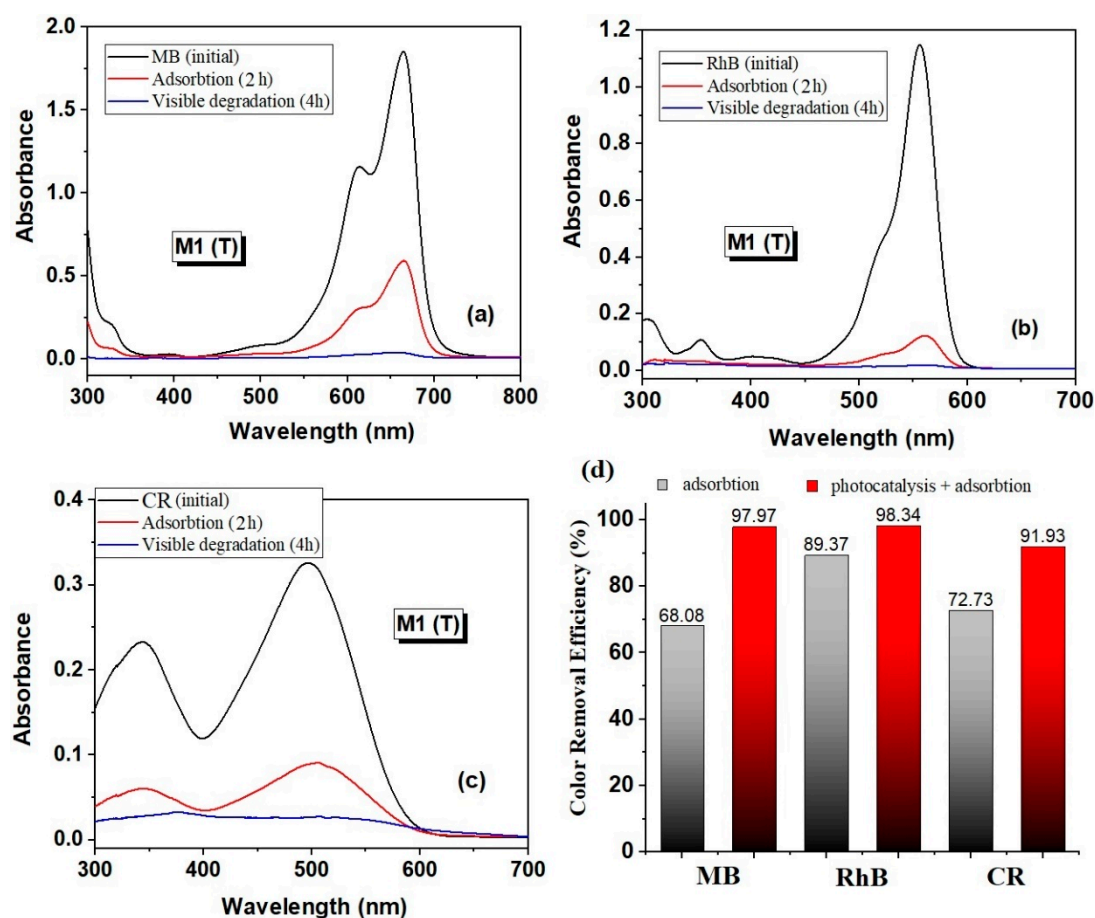 2.0
1.5
1.0
0.5
0.0
Absorbance
MB (initial)
Adsorbtion (2 h)
Visible degradation (4h)
M1 (T)
(a)
300 400 500 600 700 800
Wavelength (nm)
1.2
1.0
0.8
0.6
0.4
0.2
0.0
Absorbance
RhB (initial)
Adsorbtion (2 h)
Visible degradation (4h)
M1 (T)
(b)
300 400 500 600 700
Wavelength (nm)
0.4
0.3
0.2
0.1
0.0
Absorbance
CR (initial)
Adsorbtion (2 h)
Visible degradation (4h)
M1 (T)
(c)
300 400 500 600 700
Wavelength (nm)
(d)
adsorbtion photocatalysis + adsorbtion
100
80
60
40
20
0
Color Removal Efficiency (%)
68.08 97.97 89.37 98.34 72.73 91.93
MB RhB CR